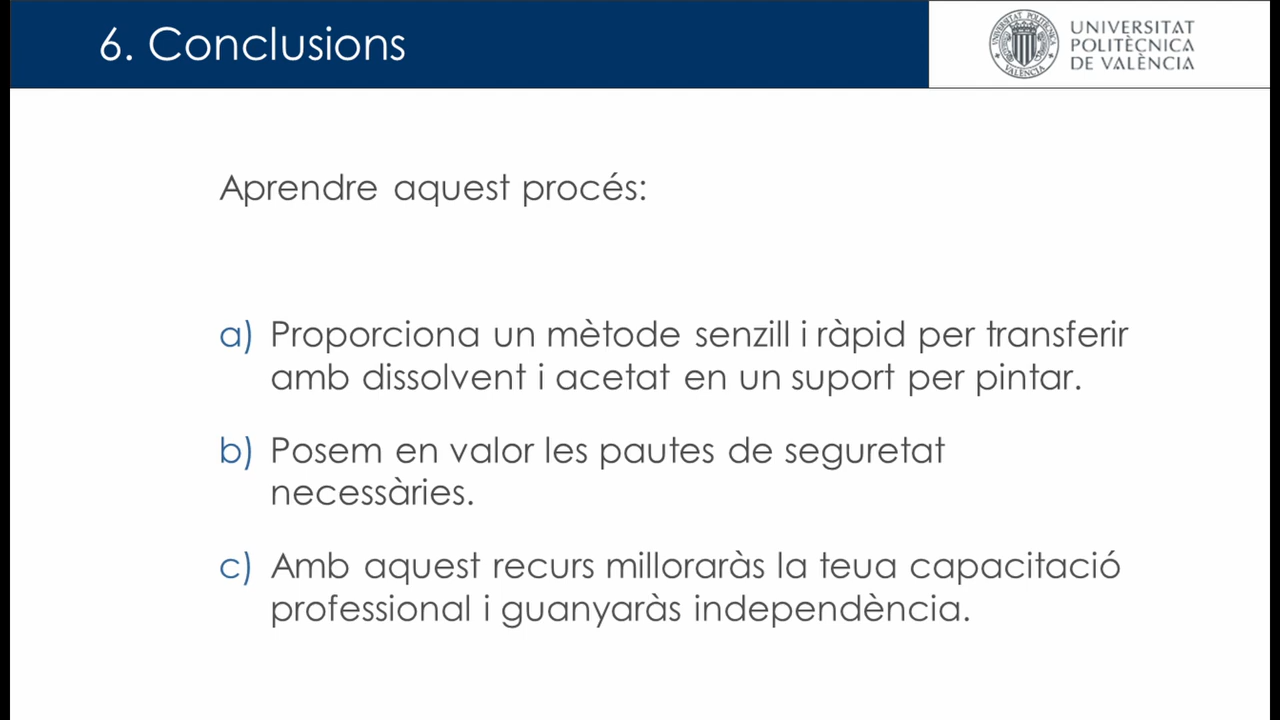 6. Conclusions
UNIVERSITAT
POLITÈCNICA
DE VALÈNCIA
Aprendre aquest procés:
a) Proporciona un mètode senzill i ràpid per transferir
amb dissolvent i acetat en un suport per pintar.
b) Posem en valor les pautes de seguretat
necessàries.
c) Amb aquest recurs milloraràs la teua capacitació
professional i guanyaràs independència.